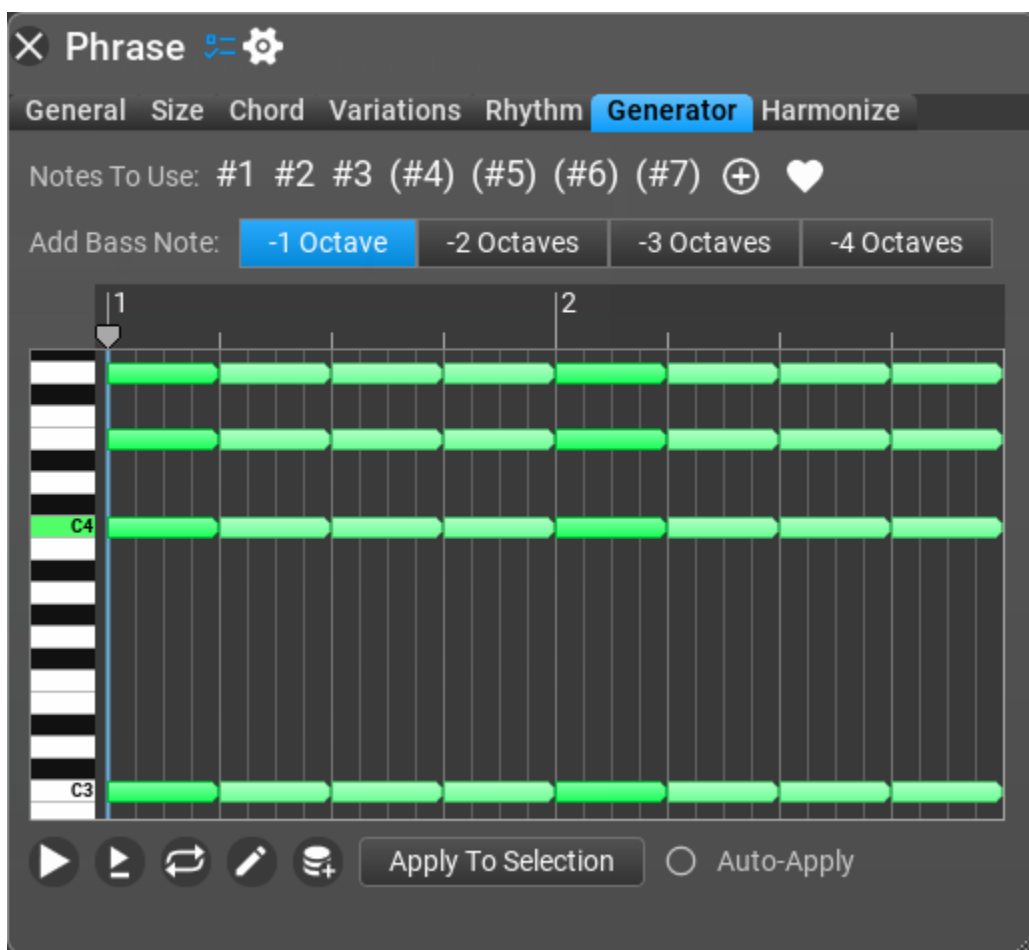 Phrase
General Size Chord Variations Rhythm Generator Harmonize
Notes To Use: #1 #2 #3 (#4) (#5) (#6) (#7)
Add Bass Note: -1 Octave -2 Octaves -3 Octaves -4 Octaves
1 2
C4
C3
Apply To Selection Auto-Apply